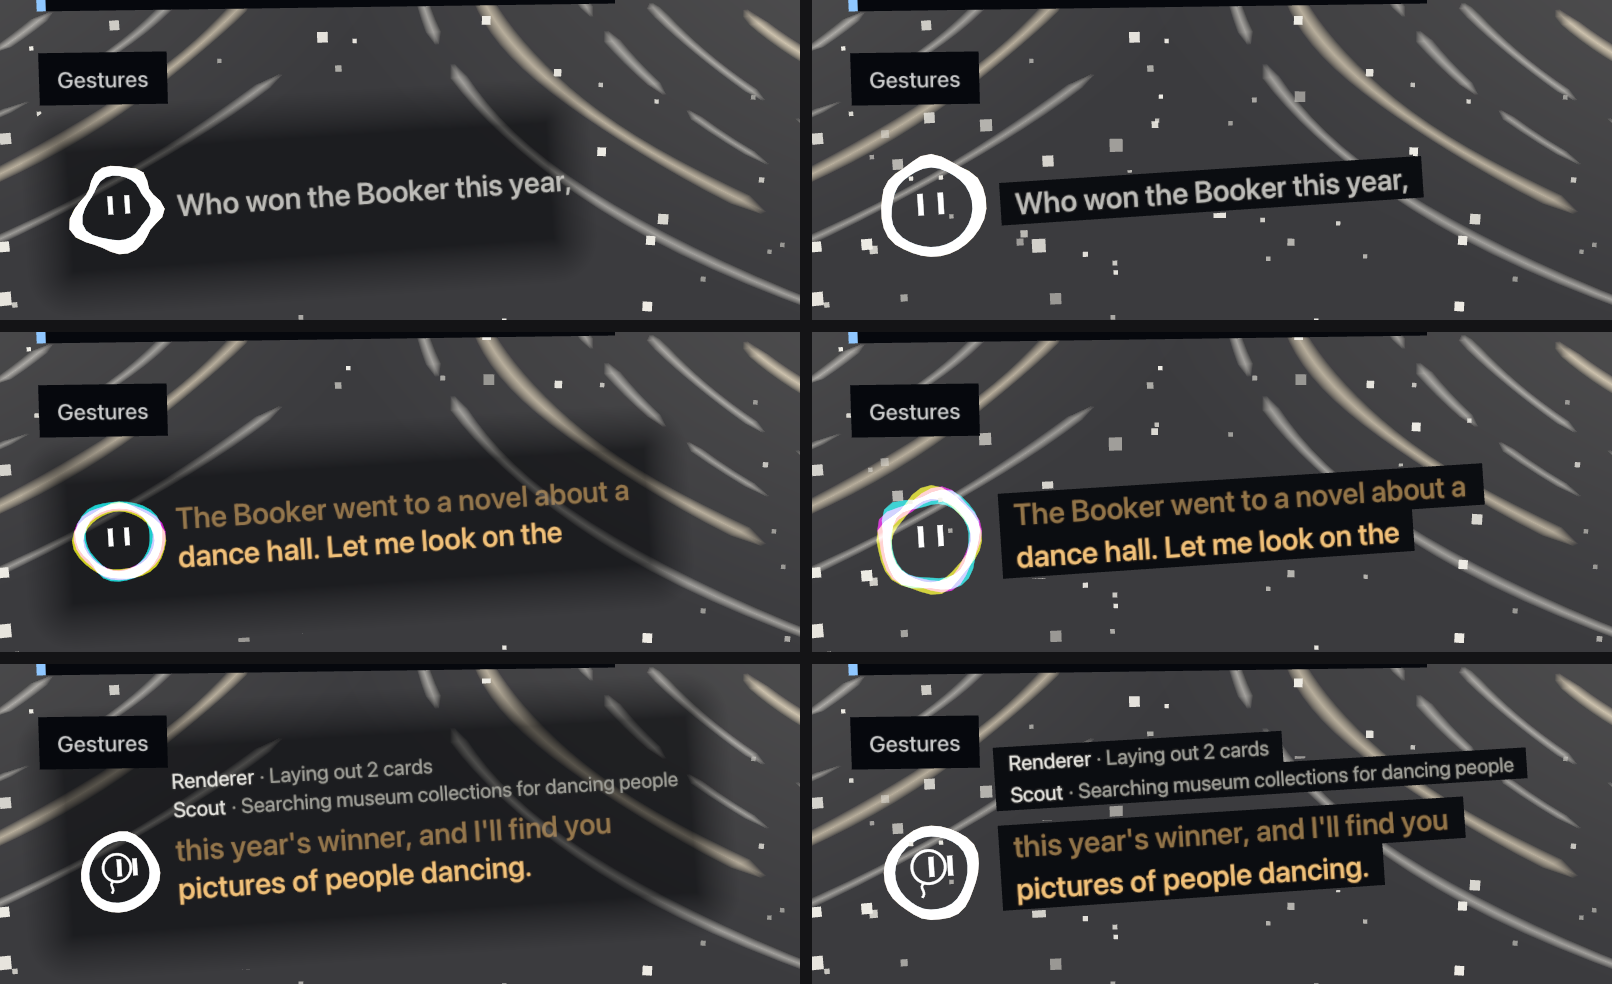 Gestures
Who won the Booker this year,
Gestures
Who won the Booker this year,
Gestures
The Booker went to a novel about a
dance hall. Let me look on the
Gestures
The Booker went to a novel about a
dance hall. Let me look on the
Gestures
Renderer · Laying out 2 cards
Scout · Searching museum collections for dancing people
this year's winner, and I'll find you
pictures of people dancing.
Gestures
Renderer · Laying out 2 cards
Scout · Searching museum collections for dancing people
this year's winner, and I'll find you
pictures of people dancing.